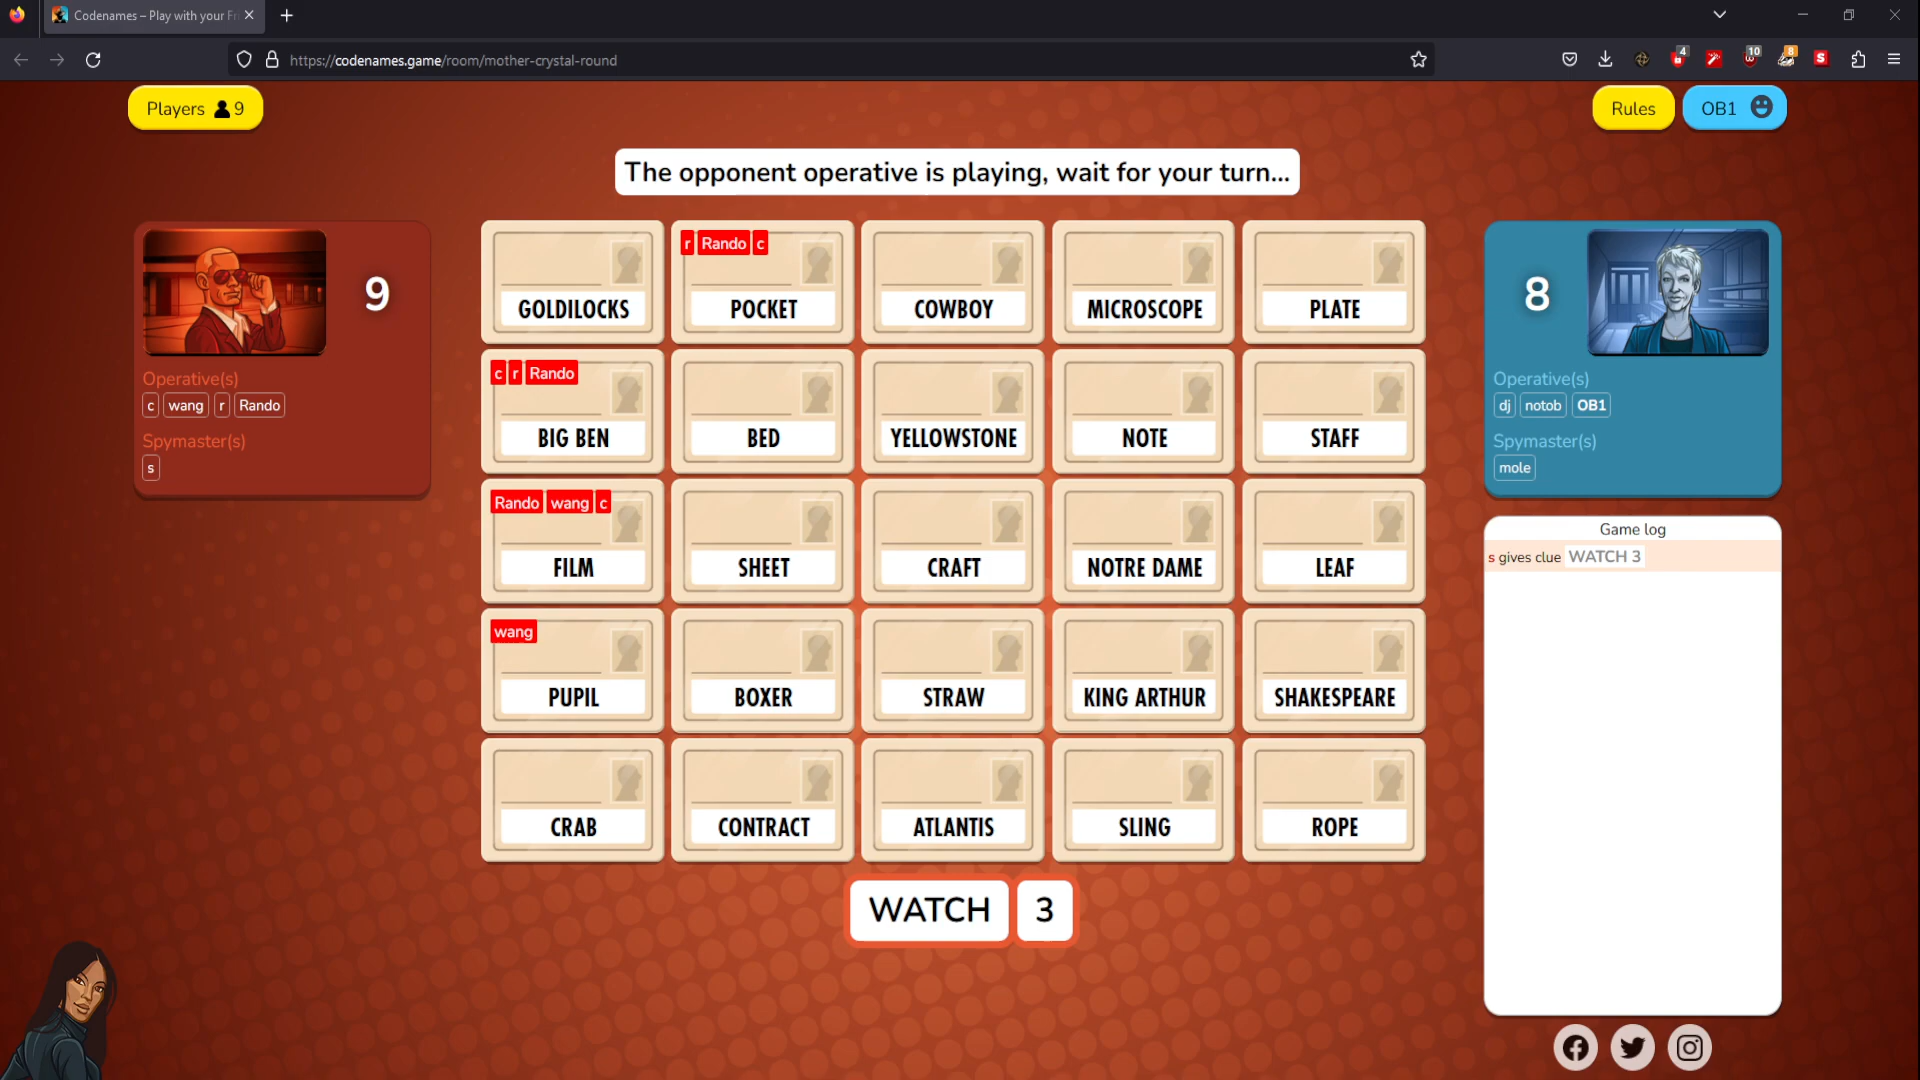 Codenames – Play with your Fr
https://codenames.game/room/mother-crystal-round
4
10
8
S
Players 9
Rules
OB1
The opponent operative is playing, wait for your turn...
9
Operative(s)
c wang r Rando
Spymaster(s)
s
GOLDILOCKS
r Rando c
POCKET
COWBOY
MICROSCOPE
PLATE
c r Rando
BIG BEN
BED
YELLOWSTONE
NOTE
STAFF
Rando wang c
FILM
SHEET
CRAFT
NOTRE DAME
LEAF
wang
PUPIL
BOXER
STRAW
KING ARTHUR
SHAKESPEARE
CRAB
CONTRACT
ATLANTIS
SLING
ROPE
WATCH 3
8
Operative(s)
dj notob OB1
Spymaster(s)
mole
Game log
s gives clue WATCH 3